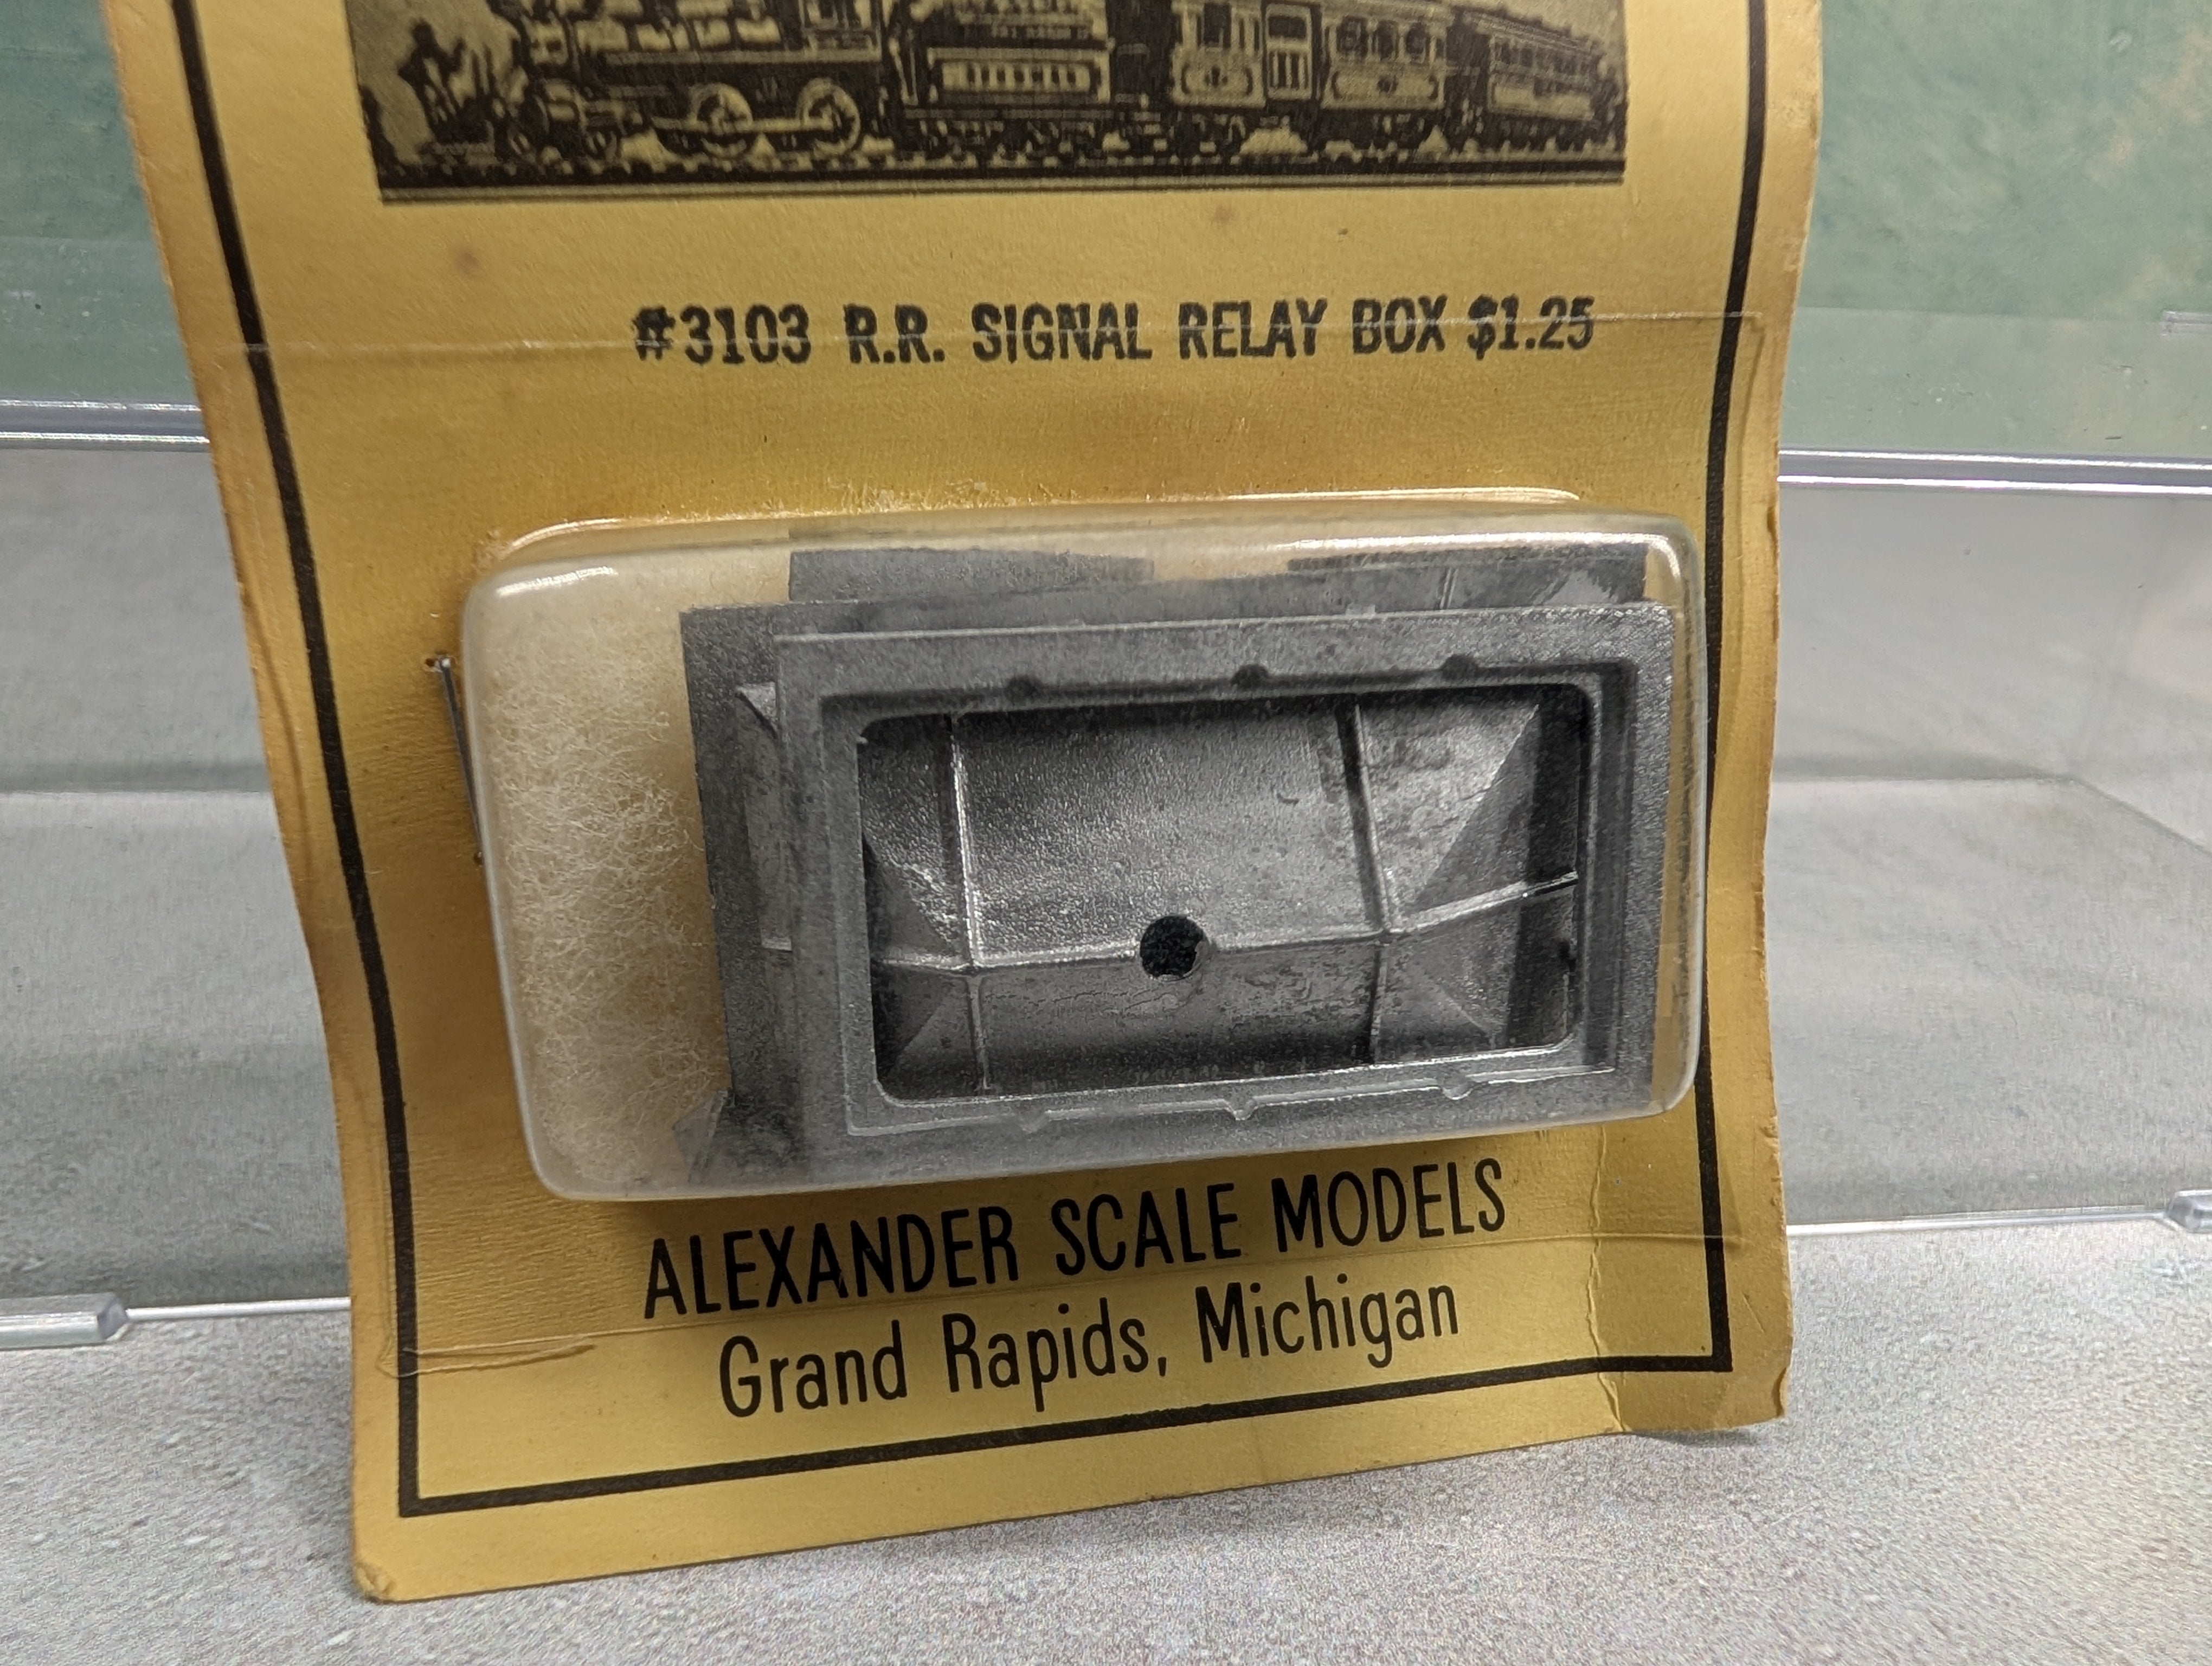 #3103 R.R. SIGNAL RELAY BOX $1.25
ALEXANDER SCALE MODELS
Grand Rapids, Michigan